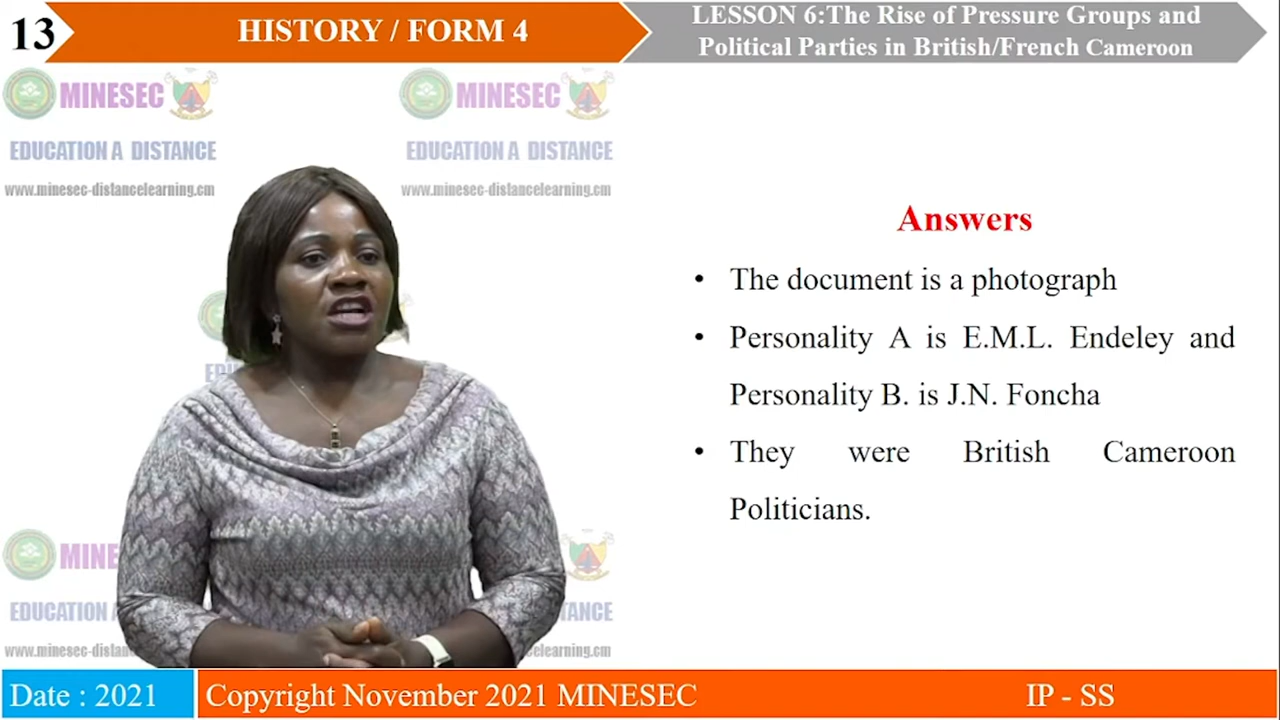 13
HISTORY / FORM 4
LESSON 6:The Rise of Pressure Groups and
Political Parties in British/French Cameroon
MINESEC
MINESEC
EDUCATION A DISTANCE
EDUCATION A DISTANCE
www.minesec-distancelearning.cm
www.minesec-distancelearning.cm
Answers
• The document is a photograph
• Personality A is E.M.L. Endeley and
Personality B. is J.N. Foncha
• They were British Cameroon
Politicians.
Date : 2021
Copyright November 2021 MINESEC
IP - SS